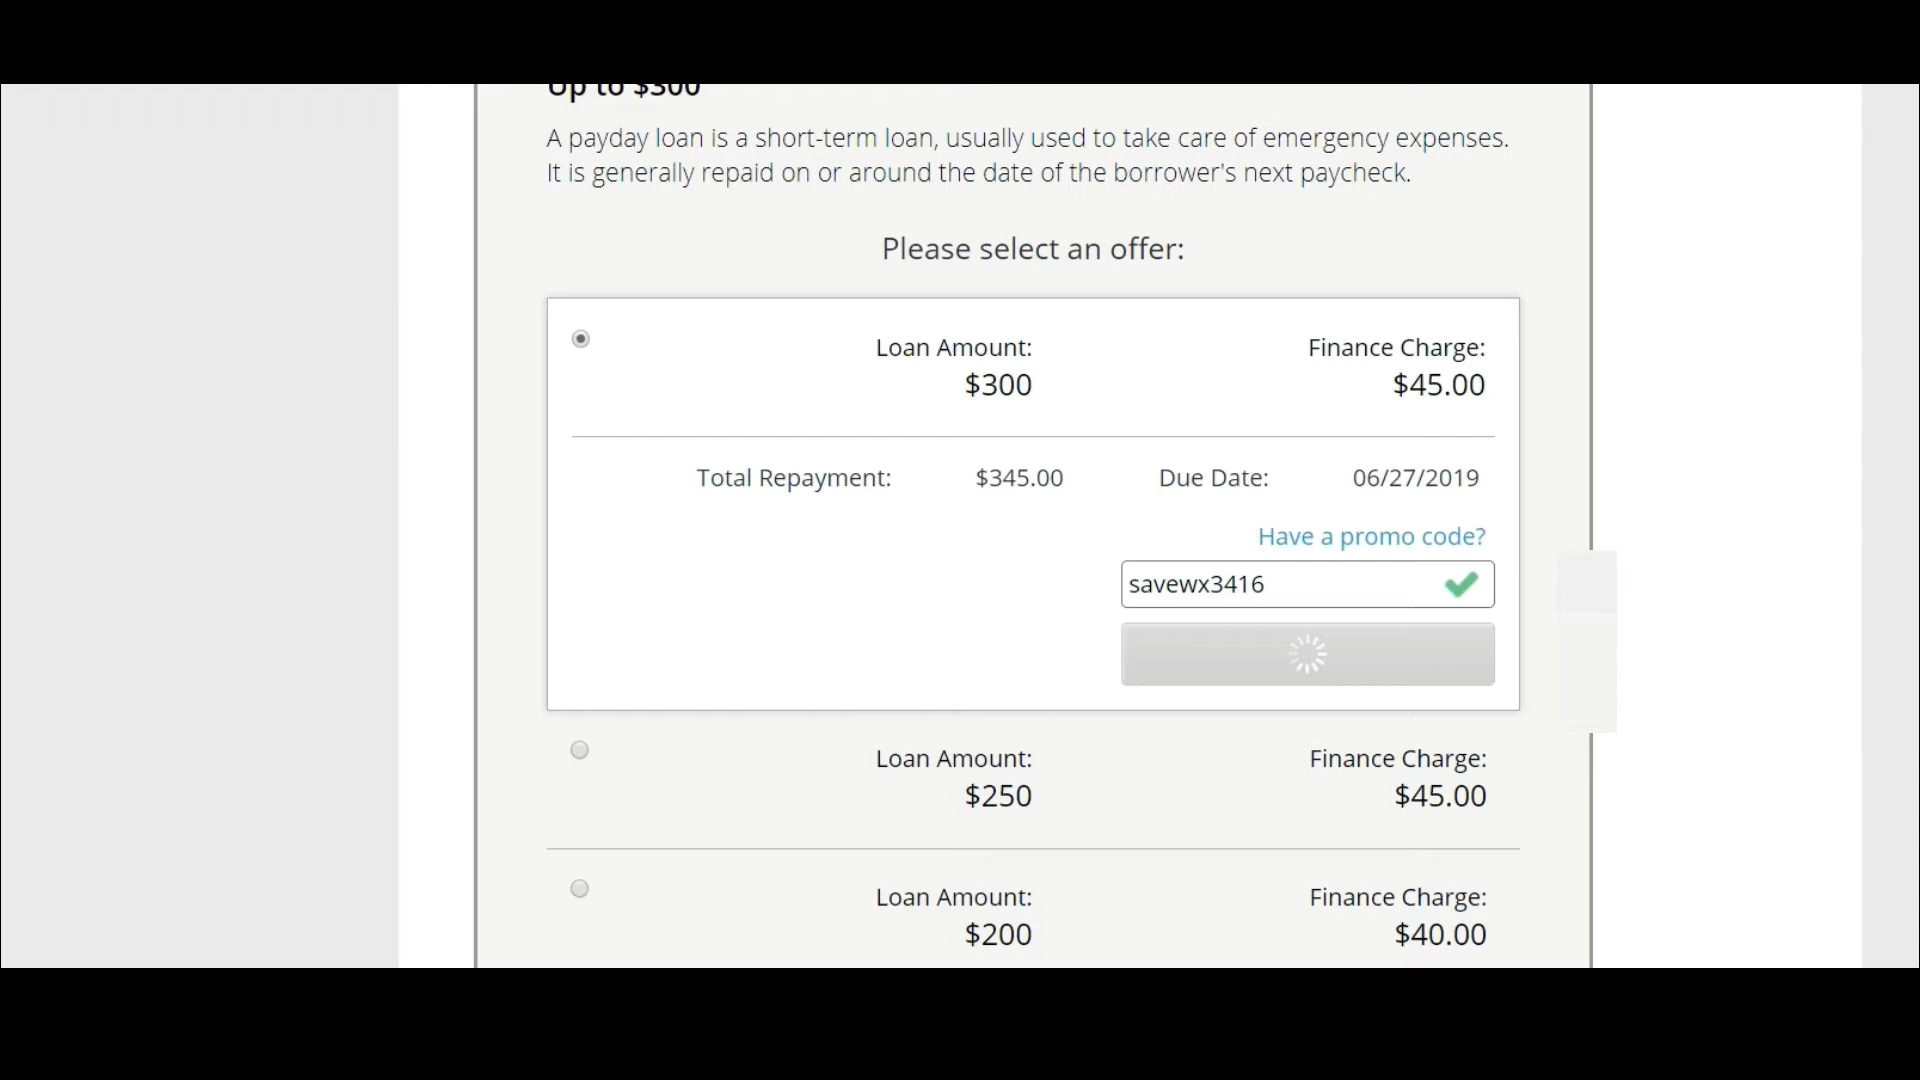 Up to $300
A payday loan is a short-term loan, usually used to take care of emergency expenses.
It is generally repaid on or around the date of the borrower's next paycheck.
Please select an offer:
Loan Amount: Finance Charge:
$300 $45.00
Total Repayment: $345.00 Due Date: 06/27/2019
Have a promo code?
savewx3416
Loan Amount: Finance Charge:
$250 $45.00
Loan Amount: Finance Charge:
$200 $40.00